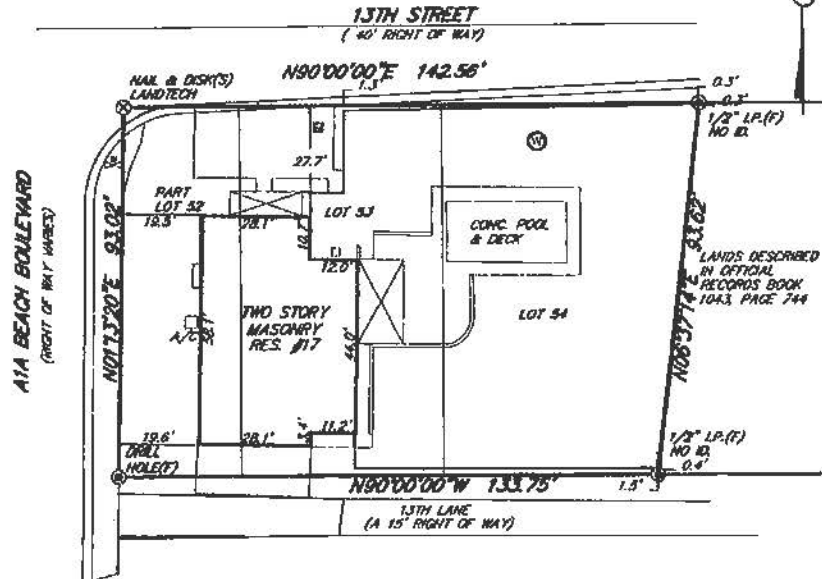 13TH STREET
( 40' RIGHT OF WAY)
N90°00'00"E 142.56'
NAIL & DISK(S)
LANDTECH
1.3'
0.3'
0.3'
1/2" I.P.(F)
NO ID.
W
27.7'
PART
LOT 52
LOT 53
19.5'
28.1'
10.7'
12.0'
CONC. POOL
& DECK
A1A BEACH BOULEVARD
(RIGHT OF WAY VARIES)
N01°13'20"E 93.02'
N06°37'14"E 93.62'
LANDS DESCRIBED
IN OFFICIAL
RECORDS BOOK
1043, PAGE 744
LOT 54
TWO STORY
MASONRY
RES. #17
A/C
44.0'
19.6'
28.1'
11.2'
DRILL
HOLE(F)
1/2" I.P.(F)
NO ID.
0.4'
N90°00'00"W 133.75'
1.5'
13TH LANE
(A 15' RIGHT OF WAY)